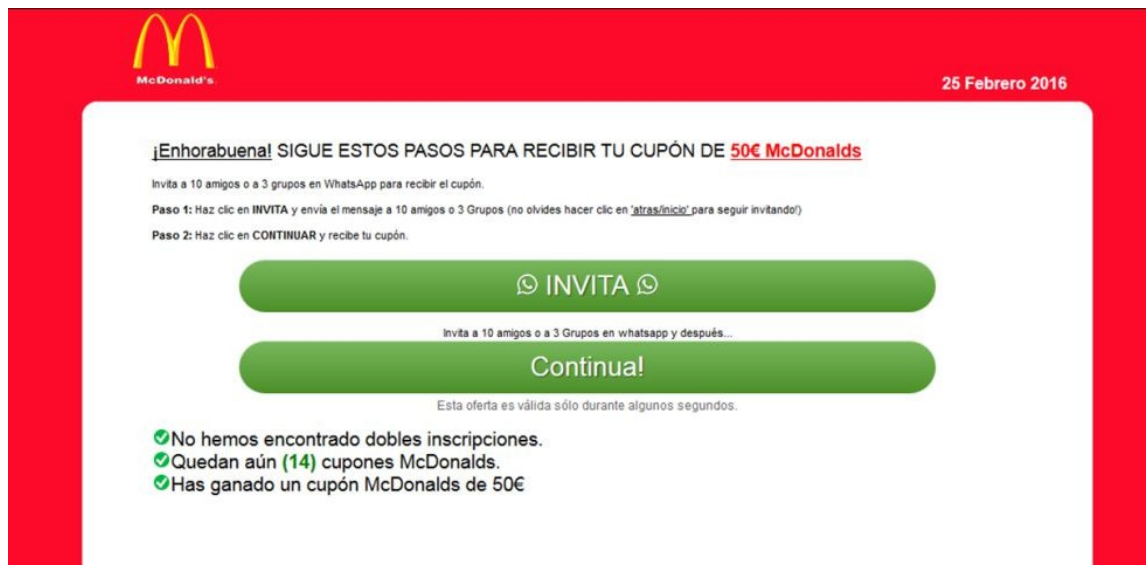 McDonald's
25 Febrero 2016
¡Enhorabuena! SIGUE ESTOS PASOS PARA RECIBIR TU CUPÓN DE 50€ McDonalds
Invita a 10 amigos o a 3 grupos en WhatsApp para recibir el cupón.
Paso 1: Haz clic en INVITA y envía el mensaje a 10 amigos o 3 Grupos (no olvides hacer clic en 'atras/inicio' para seguir invitando!)
Paso 2: Haz clic en CONTINUAR y recibe tu cupón.
INVITA
Invita a 10 amigos o a 3 Grupos en whatsapp y después...
Continua!
Esta oferta es válida sólo durante algunos segundos.
No hemos encontrado dobles inscripciones.
Quedan aún (14) cupones McDonalds.
Has ganado un cupón McDonalds de 50€